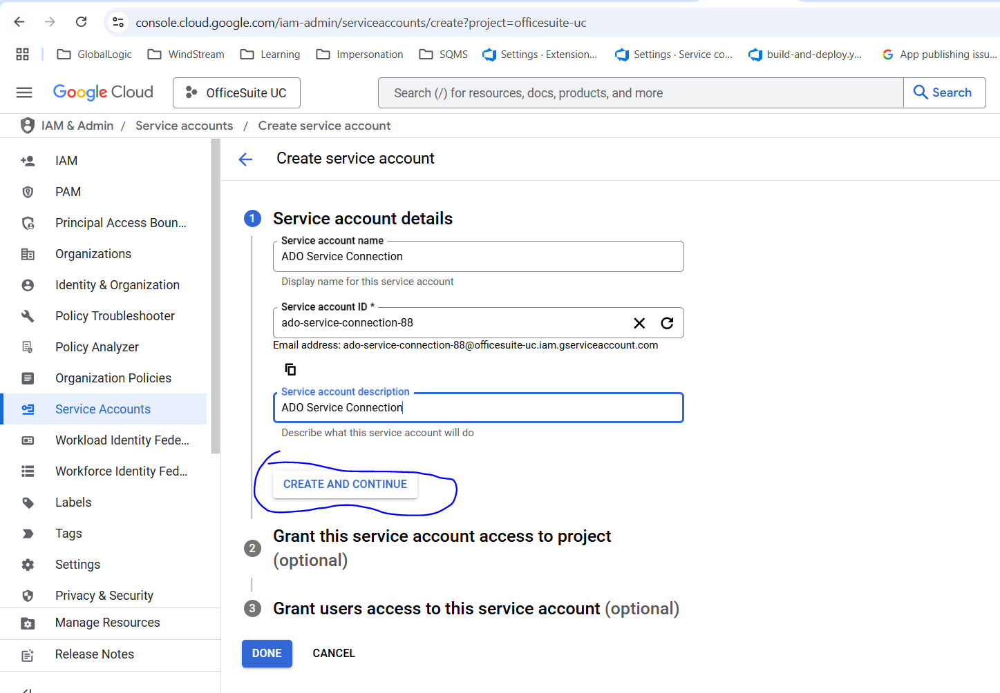 console.cloud.google.com/iam-admin/serviceaccounts/create?project=officesuite-uc
GlobalLogic WindStream Learning Impersonation SQMS Settings · Extension... Settings · Service co... build-and-deploy.y... App publishing issu...
Google Cloud OfficeSuite UC Search (/) for resources, docs, products, and more Search
IAM & Admin / Service accounts / Create service account
IAM
PAM
Principal Access Boun...
Organizations
Identity & Organization
Policy Troubleshooter
Policy Analyzer
Organization Policies
Service Accounts
Workload Identity Fede...
Workforce Identity Fed...
Labels
Tags
Settings
Privacy & Security
Manage Resources
Release Notes
Create service account
1 Service account details
Service account name
ADO Service Connection
Display name for this service account
Service account ID *
ado-service-connection-88
Email address: ado-service-connection-88@officesuite-uc.iam.gserviceaccount.com
Service account description
ADO Service Connection
Describe what this service account will do
CREATE AND CONTINUE
2 Grant this service account access to project
(optional)
3 Grant users access to this service account (optional)
DONE CANCEL